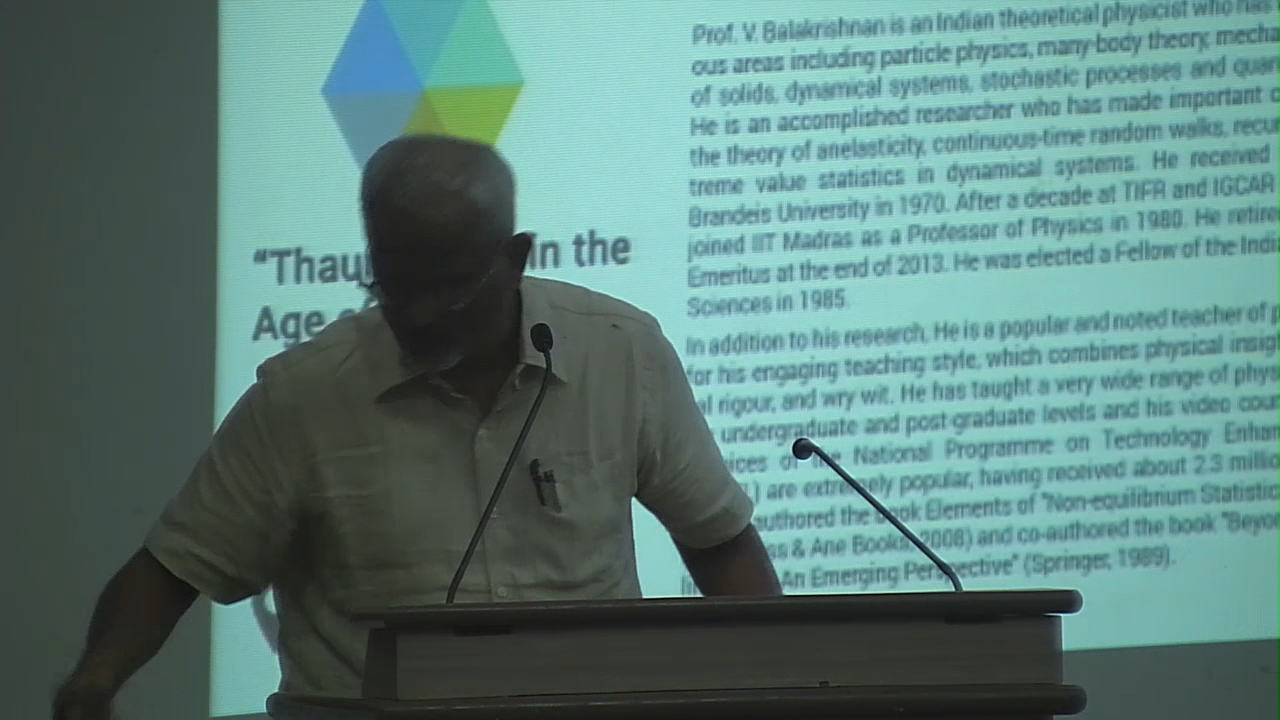 "Thau
In the
Age
Prof. V. Balakrishnan is an Indian theoretical physicist who has
ous areas including particle physics, many-body theory, mecha
of solids, dynamical systems, stochastic processes and quan
He is an accomplished researcher who has made important c
the theory of anelasticity, continuous-time random walks, recu
treme value statistics in dynamical systems. He received
Brandeis University in 1970. After a decade at TIFR and IGCAR
joined IIT Madras as a Professor of Physics in 1980. He retire
Emeritus at the end of 2013. He was elected a Fellow of the Indi
Sciences in 1985.
In addition to his research, He is a popular and noted teacher of p
for his engaging teaching style, which combines physical insig
al rigour, and wry wit. He has taught a very wide range of phys
undergraduate and post-graduate levels and his video cou
ices of the National Programme on Technology Enhan
) are extremely popular, having received about 2.3 millio
authored the book Elements of "Non-equilibrium Statistic
ss & Ane Books, 2008) and co-authored the book "Beyo
An Emerging Perspective" (Springer, 1989).